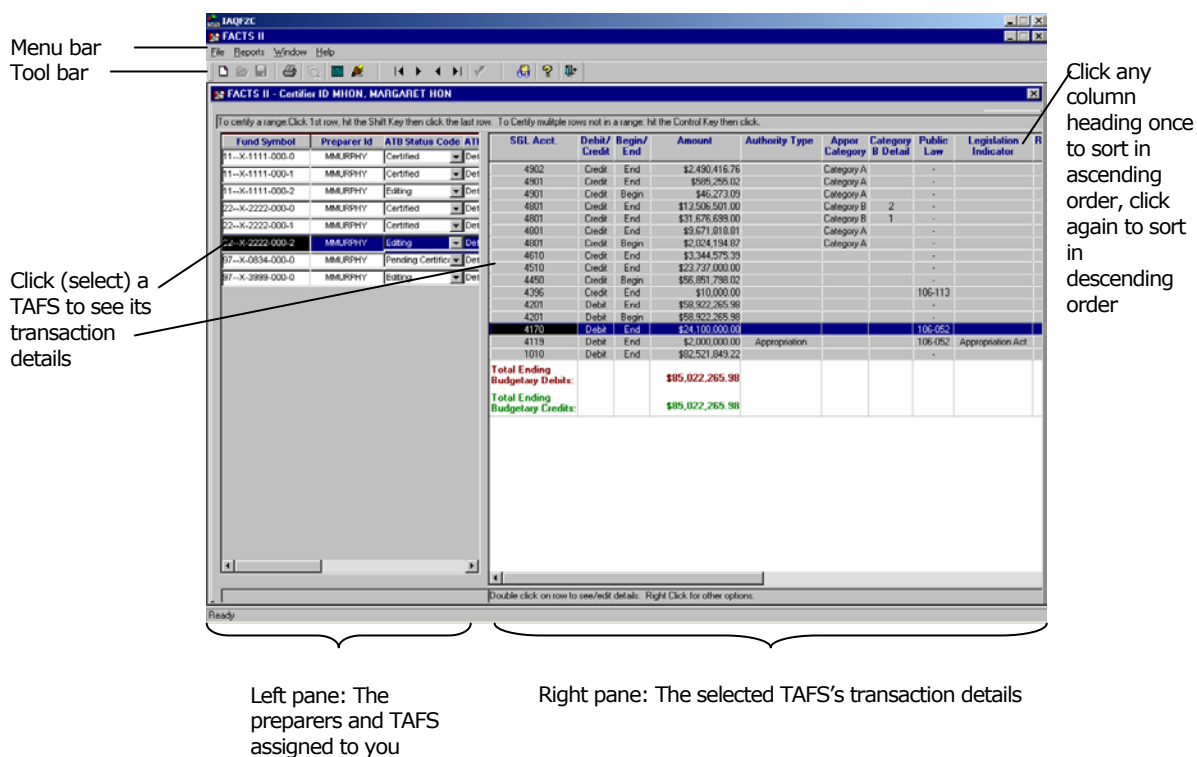 IAQF2C
FACTS II
File Reports Window Help
Menu bar
Tool bar
FACTS II - Certifier ID MHON, MARGARET HON
To certify a range:Click 1st row, hit the Shift Key then click the last row. To Certify mulitple rows not in a range: hit the Control Key then click.
Fund Symbol Preparer Id ATB Status Code
11--X-1111-000-0 MMURPHY Certified Det
11--X-1111-000-1 MMURPHY Certified Det
11--X-1111-000-2 MMURPHY Editing Det
22--X-2222-000-0 MMURPHY Certified Det
22--X-2222-000-1 MMURPHY Certified Det
22--X-2222-000-2 MMURPHY Editing Det
97--X-0834-000-0 MMURPHY Pending Certific Det
97--X-3999-000-0 MMURPHY Editing Det
SGL Acct. Debit/ Credit Begin/ End Amount Authority Type Appor Category Category B Detail Public Law Legislation Indicator R
4902 Credit End $2,490,416.76 Category A -
4901 Credit End $585,255.02 Category A -
4901 Credit Begin $46,273.09 Category A -
4801 Credit End $13,506,501.00 Category B 2 -
4801 Credit End $31,676,699.00 Category B 1 -
4801 Credit End $9,671,818.81 Category A -
4801 Credit Begin $2,024,194.87 Category A -
4610 Credit End $3,344,575.39 -
4510 Credit End $23,737,000.00 -
4450 Credit Begin $56,851,798.02 -
4396 Credit End $10,000.00 106-113
4201 Debit End $58,922,265.98 -
4201 Debit Begin $58,922,265.98 -
4170 Debit End $24,100,000.00 106-052
4119 Debit End $2,000,000.00 Appropriation 106-052 Appropriation Act
1010 Debit End $82,521,849.22 -
Total Ending
Budgetary Debits: $85,022,265.98
Total Ending
Budgetary Credits: $85,022,265.98
Double click on row to see/edit details. Right Click for other options.
Ready
Click (select) a
TAFS to see its
transaction
details
Click any
column
heading once
to sort in
ascending
order, click
again to sort
in
descending
order
Left pane: The
preparers and TAFS
assigned to you
Right pane: The selected TAFS’s transaction details